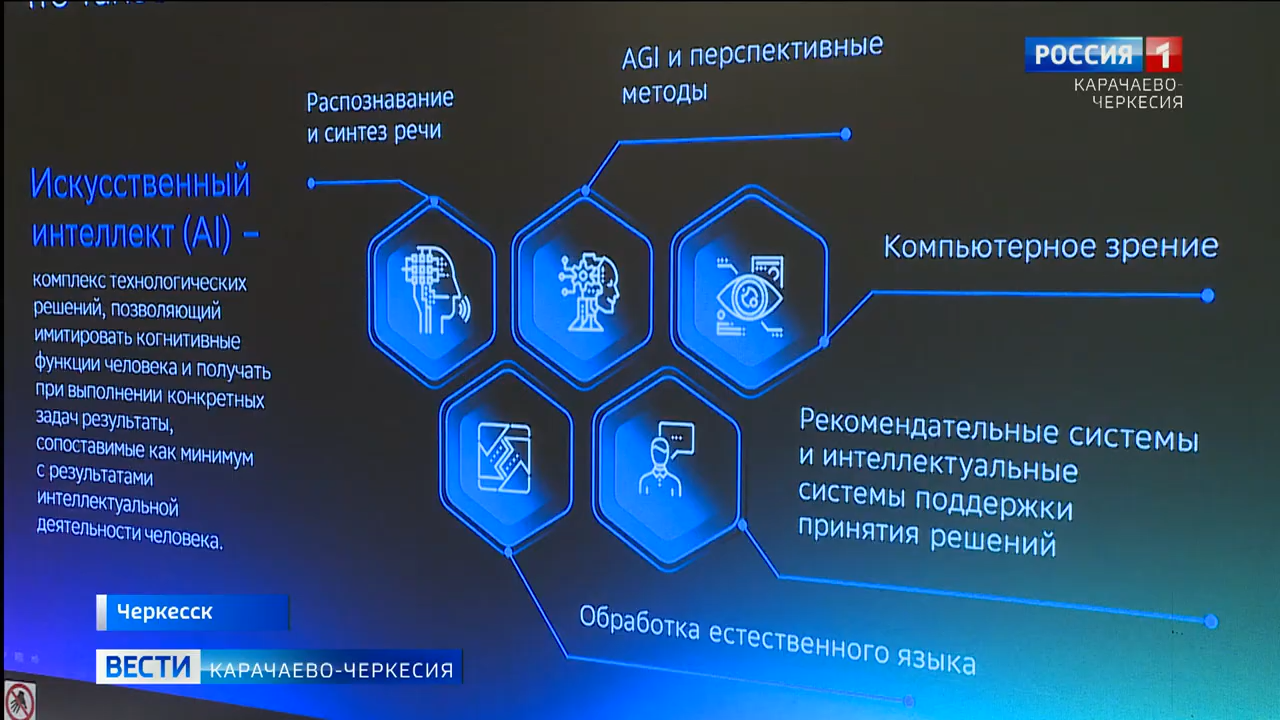 РОССИЯ 1
КАРАЧАЕВО-
ЧЕРКЕСИЯ
AGI и перспективные
методы
Распознавание
и синтез речи
Искусственный
интеллект (AI) –
комплекс технологических
решений, позволяющий
имитировать когнитивные
функции человека и получать
при выполнении конкретных
задач результаты,
сопоставимые как минимум
с результатами
интеллектуальной
деятельности человека.
Компьютерное зрение
Рекомендательные системы
и интеллектуальные
системы поддержки
принятия решений
Обработка естественного языка
Черкесск
ВЕСТИ КАРАЧАЕВО-ЧЕРКЕСИЯ